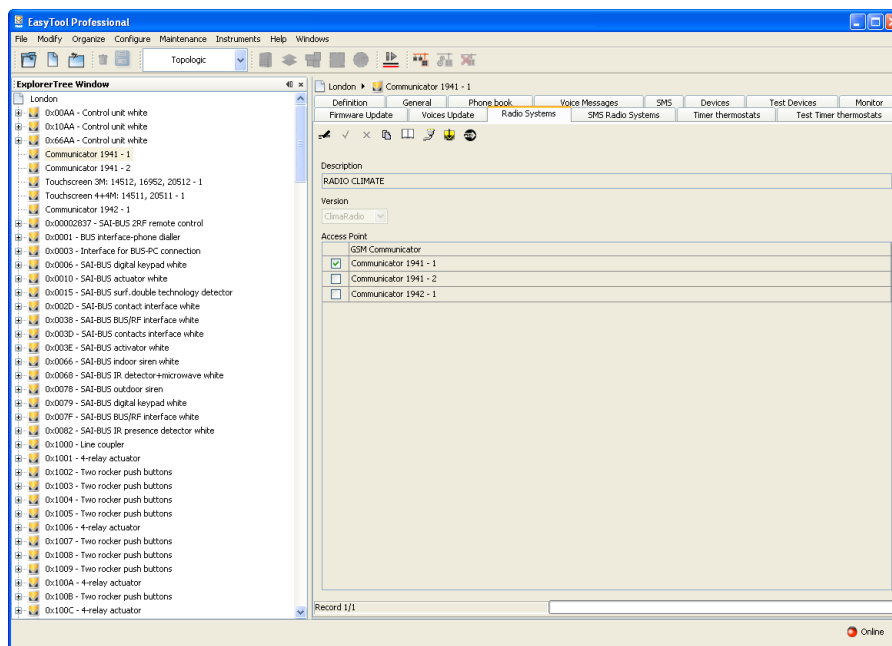 EasyTool Professional
File Modify Organize Configure Maintenance Instruments Help Windows
Topologic
ExplorerTree Window
London
0x00AA - Control unit white
0x10AA - Control unit white
0x66AA - Control unit white
Communicator 1941 - 1
Communicator 1941 - 2
Touchscreen 3M: 14512, 16952, 20512 - 1
Touchscreen 4+4M: 14511, 20511 - 1
Communicator 1942 - 1
0x00002837 - SAI-BUS 2RF remote control
0x0001 - BUS interface-phone dialler
0x0003 - Interface for BUS-PC connection
0x0006 - SAI-BUS digital keypad white
0x0010 - SAI-BUS actuator white
0x0015 - SAI-BUS surf.double technology detector
0x002D - SAI-BUS contact interface white
0x0038 - SAI-BUS BUS/RF interface white
0x003D - SAI-BUS contacts interface white
0x003E - SAI-BUS activator white
0x0066 - SAI-BUS indoor siren white
0x0068 - SAI-BUS IR detector+microwave white
0x0078 - SAI-BUS outdoor siren
0x0079 - SAI-BUS digital keypad white
0x007F - SAI-BUS BUS/RF interface white
0x0082 - SAI-BUS IR presence detector white
0x1000 - Line coupler
0x1001 - 4-relay actuator
0x1002 - Two rocker push buttons
0x1003 - Two rocker push buttons
0x1004 - Two rocker push buttons
0x1005 - Two rocker push buttons
0x1006 - 4-relay actuator
0x1007 - Two rocker push buttons
0x1008 - Two rocker push buttons
0x1009 - Two rocker push buttons
0x100A - 4-relay actuator
0x100B - Two rocker push buttons
0x100C - 4-relay actuator
London Communicator 1941 - 1
Definition General Phone book Voice Messages SMS Devices Test Devices Monitor
Firmware Update Voices Update Radio Systems SMS Radio Systems Timer thermostats Test Timer thermostats
Description
RADIO CLIMATE
Version
ClimaRadio
Access Point
GSM Communicator
Communicator 1941 - 1
Communicator 1941 - 2
Communicator 1942 - 1
Record 1/1
Online